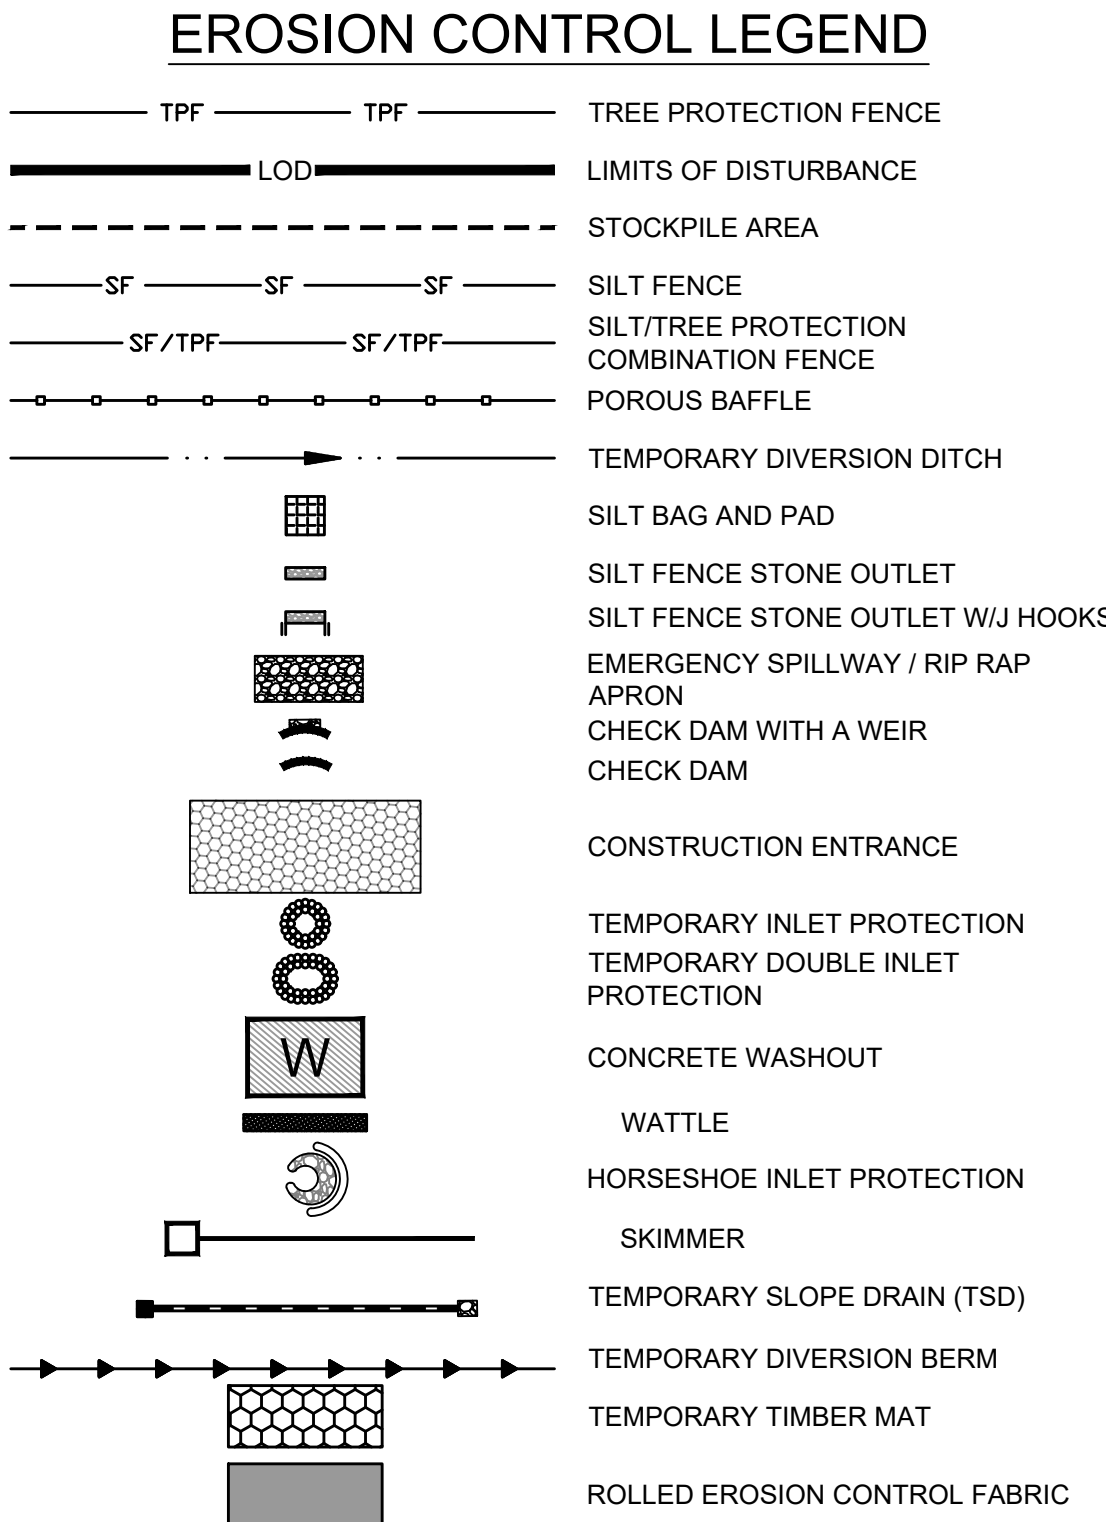 EROSION CONTROL LEGEND
TPF TPF TREE PROTECTION FENCE
LOD LIMITS OF DISTURBANCE
STOCKPILE AREA
SF SF SF SILT FENCE
SF/TPF SF/TPF SILT/TREE PROTECTION
COMBINATION FENCE
POROUS BAFFLE
TEMPORARY DIVERSION DITCH
SILT BAG AND PAD
SILT FENCE STONE OUTLET
SILT FENCE STONE OUTLET W/J HOOKS
EMERGENCY SPILLWAY / RIP RAP
APRON
CHECK DAM WITH A WEIR
CHECK DAM
CONSTRUCTION ENTRANCE
TEMPORARY INLET PROTECTION
TEMPORARY DOUBLE INLET
PROTECTION
W CONCRETE WASHOUT
WATTLE
HORSESHOE INLET PROTECTION
SKIMMER
TEMPORARY SLOPE DRAIN (TSD)
TEMPORARY DIVERSION BERM
TEMPORARY TIMBER MAT
ROLLED EROSION CONTROL FABRIC